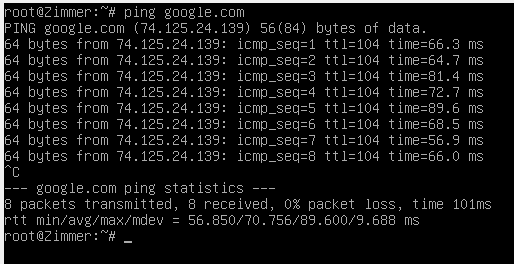 root@Zimmer:~# ping google.com
PING google.com (74.125.24.139) 56(84) bytes of data.
64 bytes from 74.125.24.139: icmp_seq=1 ttl=104 time=66.3 ms
64 bytes from 74.125.24.139: icmp_seq=2 ttl=104 time=64.7 ms
64 bytes from 74.125.24.139: icmp_seq=3 ttl=104 time=81.4 ms
64 bytes from 74.125.24.139: icmp_seq=4 ttl=104 time=72.7 ms
64 bytes from 74.125.24.139: icmp_seq=5 ttl=104 time=89.6 ms
64 bytes from 74.125.24.139: icmp_seq=6 ttl=104 time=68.5 ms
64 bytes from 74.125.24.139: icmp_seq=7 ttl=104 time=56.9 ms
64 bytes from 74.125.24.139: icmp_seq=8 ttl=104 time=66.0 ms
^C
--- google.com ping statistics ---
8 packets transmitted, 8 received, 0% packet loss, time 101ms
rtt min/avg/max/mdev = 56.850/70.756/89.600/9.688 ms
root@Zimmer:~# _